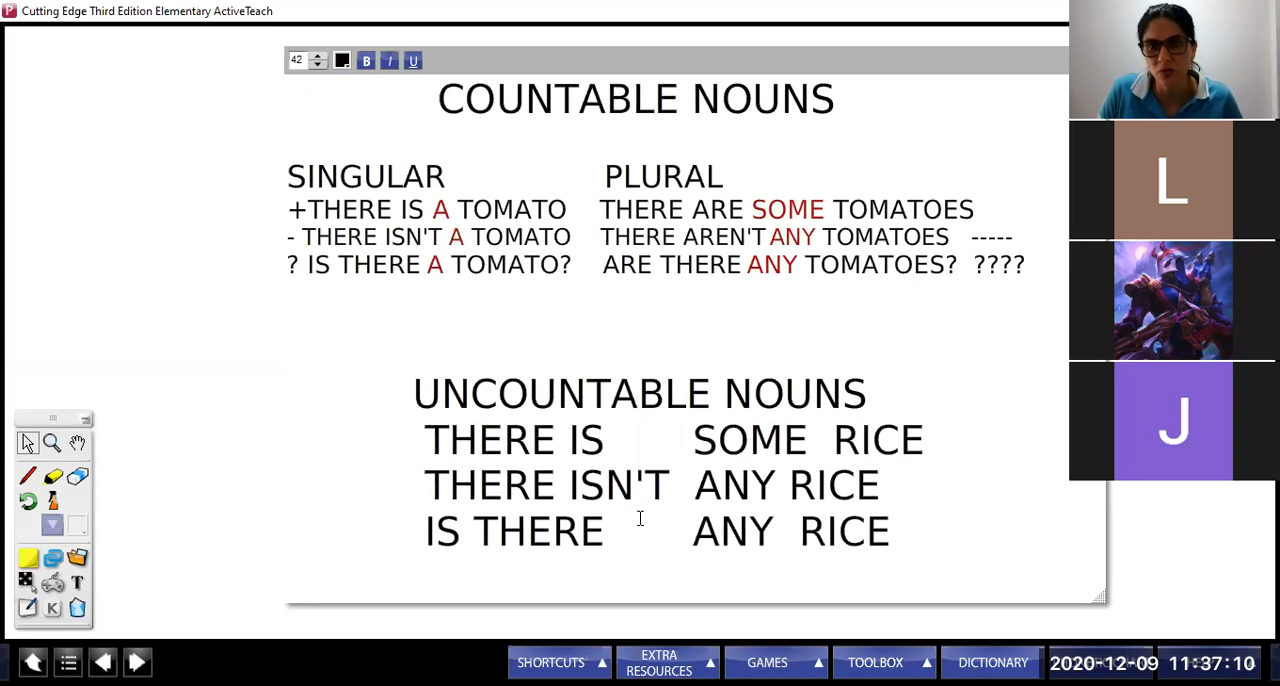 Cutting Edge Third Edition Elementary ActiveTeach
42 B I U
COUNTABLE NOUNS
SINGULAR PLURAL
+THERE IS A TOMATO THERE ARE SOME TOMATOES
- THERE ISN'T A TOMATO THERE AREN'T ANY TOMATOES -----
? IS THERE A TOMATO? ARE THERE ANY TOMATOES? ????
UNCOUNTABLE NOUNS
THERE IS SOME RICE
THERE ISN'T ANY RICE
IS THERE ANY RICE
L
J
T
K
SHORTCUTS EXTRA RESOURCES GAMES TOOLBOX DICTIONARY 2020-12-09 11:37:10